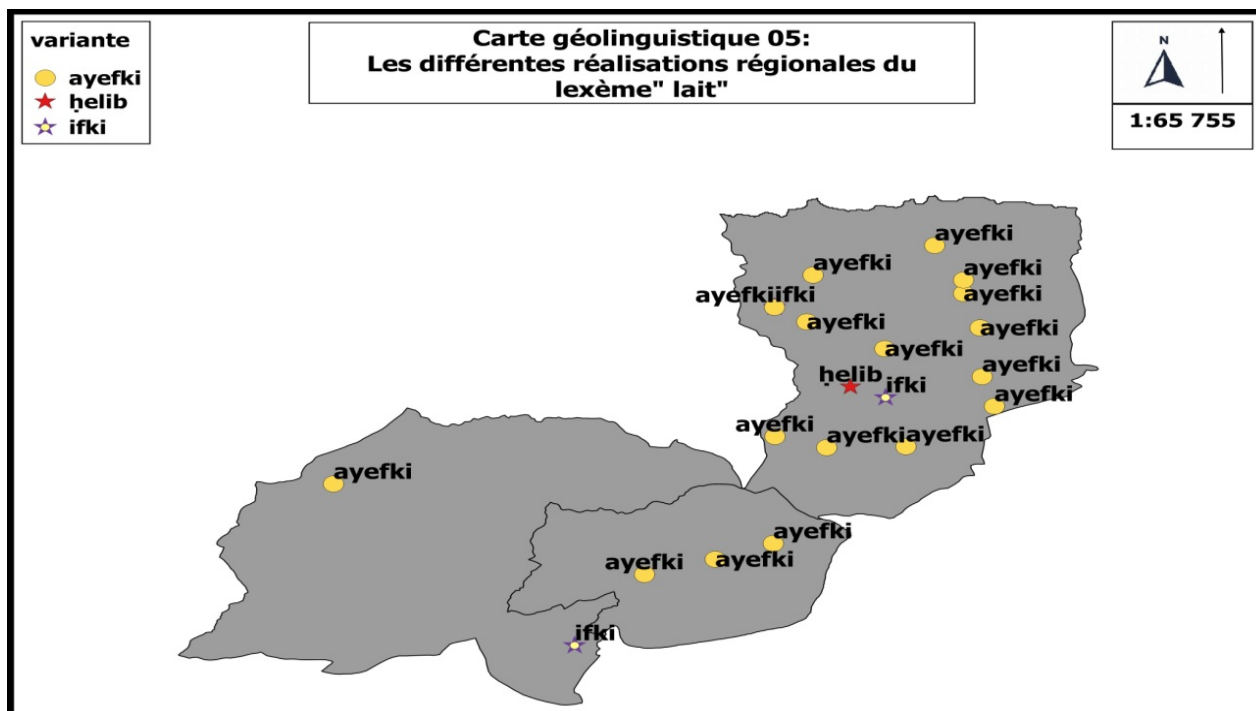 variante
ayefki
ḥelib
ifki
Carte géolinguistique 05:
Les différentes réalisations régionales du
lexème" lait"
N
1:65 755
ayefki
ayefki
ayefki
ayefkiifki
ayefki
ayefki
ayefki
ayefki
ḥelib
ifki
ayefki
ayefki
ayefki
ayefki
ayefki
ayefki
ayefki
ayefki
ayefki
ifki